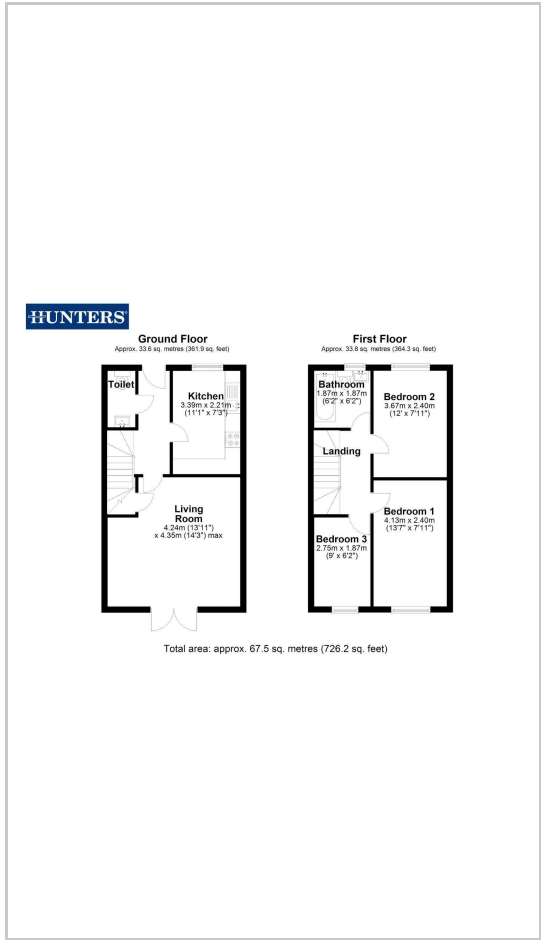 HUNTERS
Ground Floor
Approx. 33.6 sq. metres (361.9 sq. feet)
Toilet
Kitchen
3.39m x 2.21m
(11'1" x 7'3")
Living
Room
4.24m (13'11")
x 4.35m (14'3") max
First Floor
Approx. 33.8 sq. metres (364.3 sq. feet)
Bathroom
1.87m x 1.87m
(6'2" x 6'2")
Bedroom 2
3.67m x 2.40m
(12' x 7'11")
Landing
Bedroom 1
4.13m x 2.40m
(13'7" x 7'11")
Bedroom 3
2.75m x 1.87m
(9' x 6'2")
Total area: approx. 67.5 sq. metres (726.2 sq. feet)